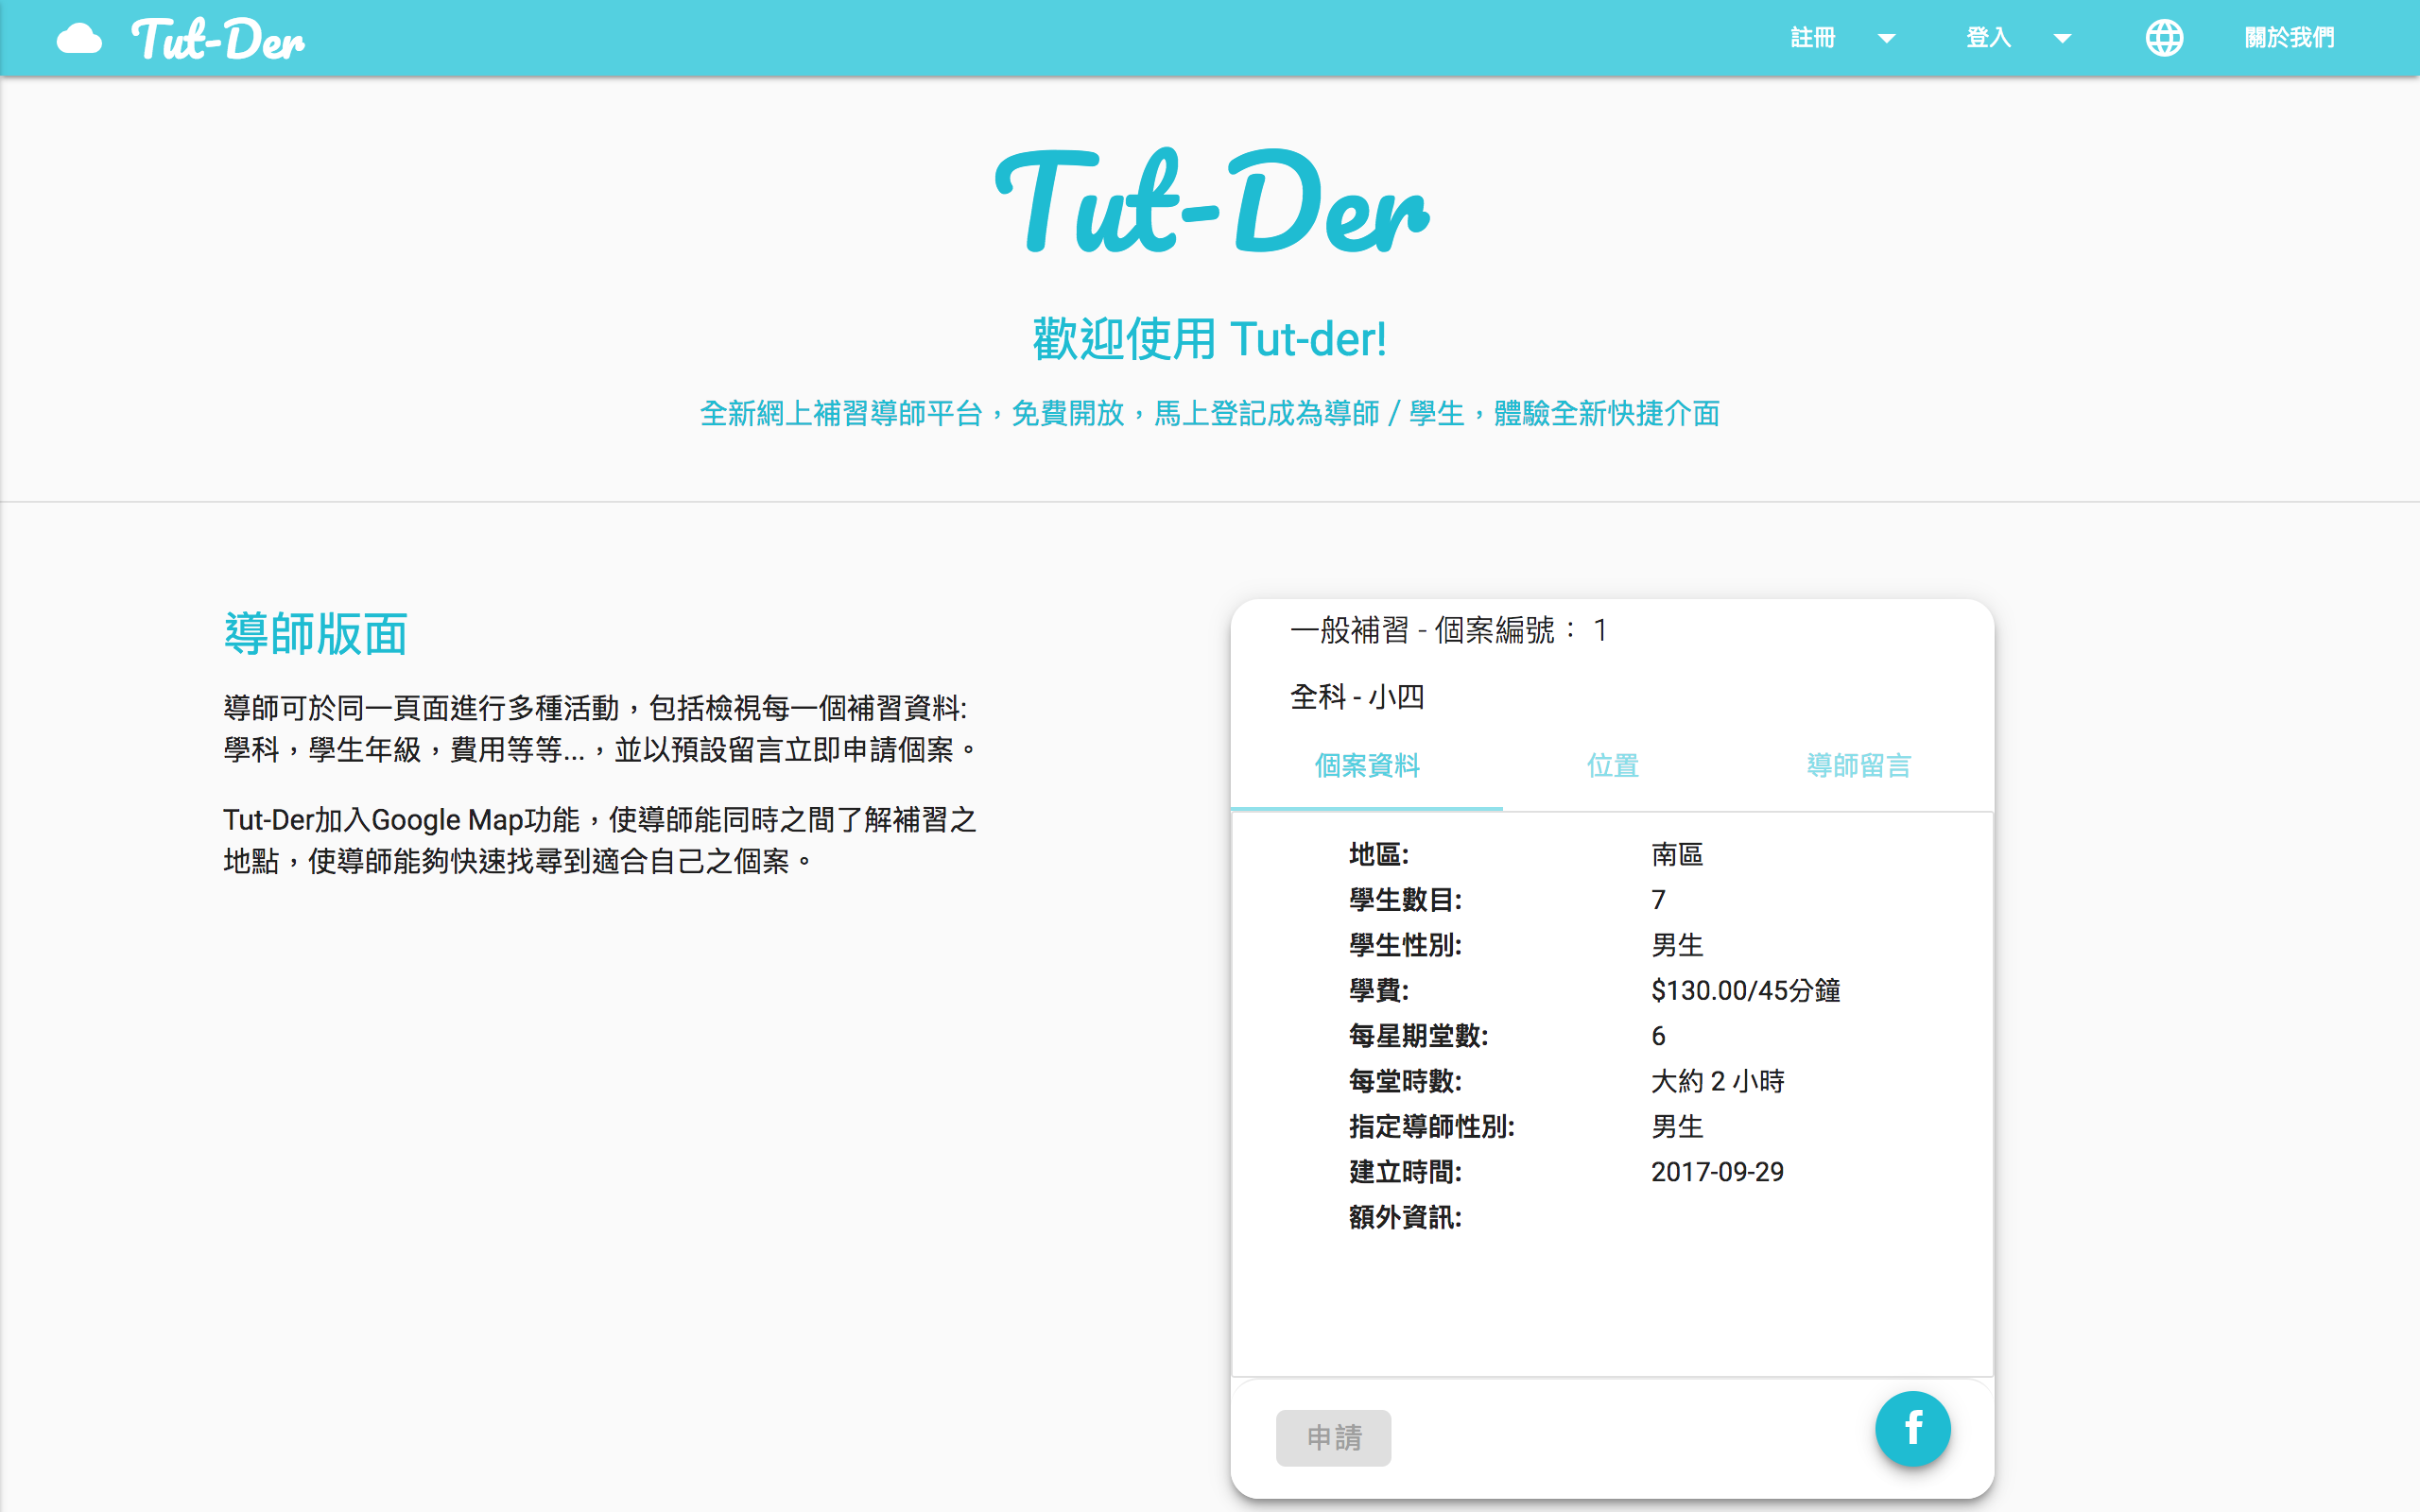 Tut-Der
註冊
登入
關於我們
Tut-Der
歡迎使用 Tut-der!
全新網上補習導師平台，免費開放，馬上登記成為導師 / 學生，體驗全新快捷介面
導師版面
導師可於同一頁面進行多種活動，包括檢視每一個補習資料:
學科，學生年級，費用等等...，並以預設留言立即申請個案。
Tut-Der加入Google Map功能，使導師能同時之間了解補習之
地點，使導師能夠快速找尋到適合自己之個案。
一般補習 - 個案編號： 1
全科 - 小四
個案資料 位置 導師留言
地區: 南區
學生數目: 7
學生性別: 男生
學費: $130.00/45分鐘
每星期堂數: 6
每堂時數: 大約 2 小時
指定導師性別: 男生
建立時間: 2017-09-29
額外資訊:
申請
f